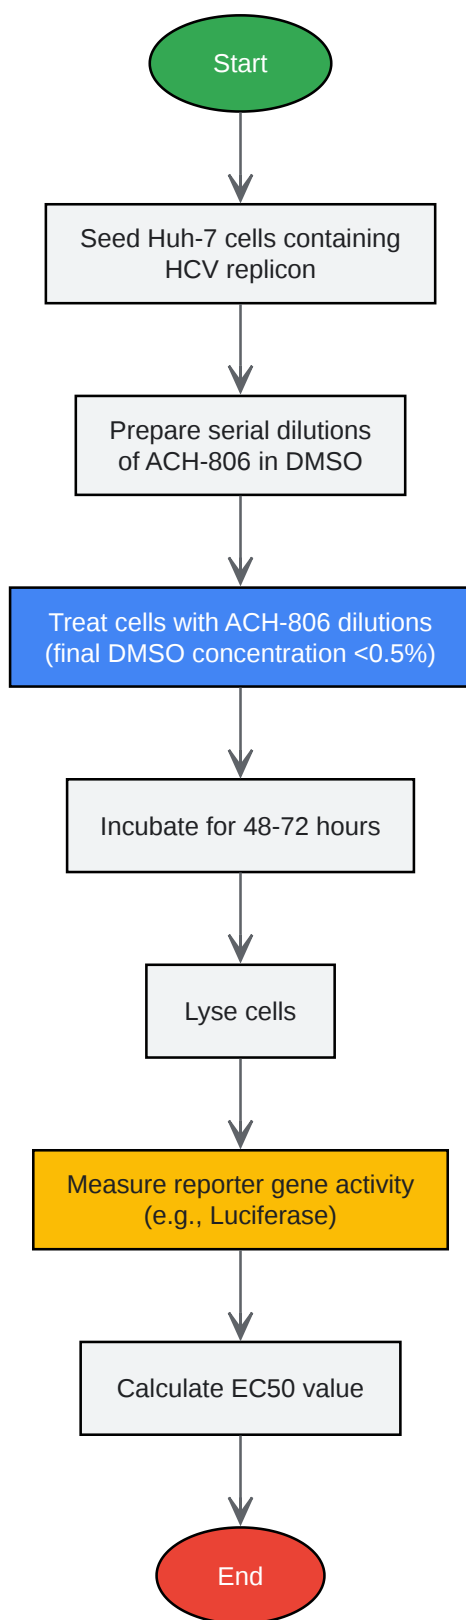 Start
Seed Huh-7 cells containing
HCV replicon
Prepare serial dilutions
of ACH-806 in DMSO
Treat cells with ACH-806 dilutions
(final DMSO concentration <0.5%)
Incubate for 48-72 hours
Lyse cells
Measure reporter gene activity
(e.g., Luciferase)
Calculate EC50 value
End